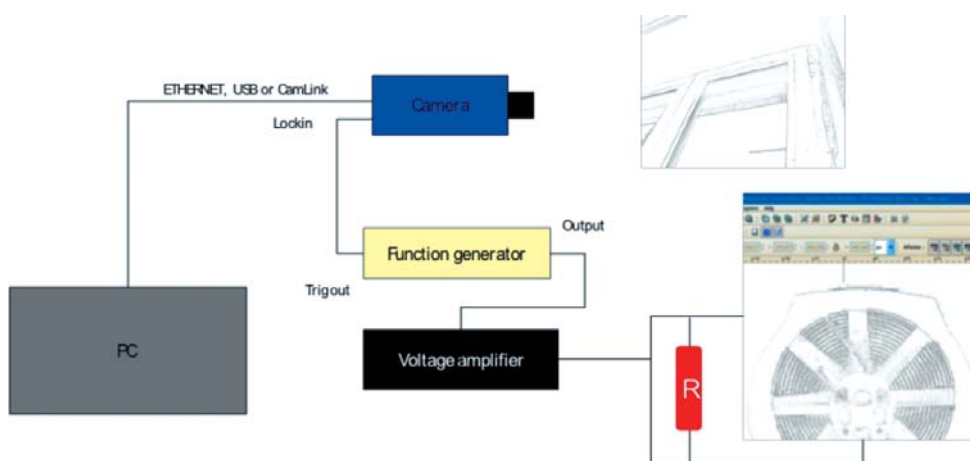 ETHERNET, USB or CamLink
Camera
Lockin
Output
Function generator
Trigout
PC
Voltage amplifier
R